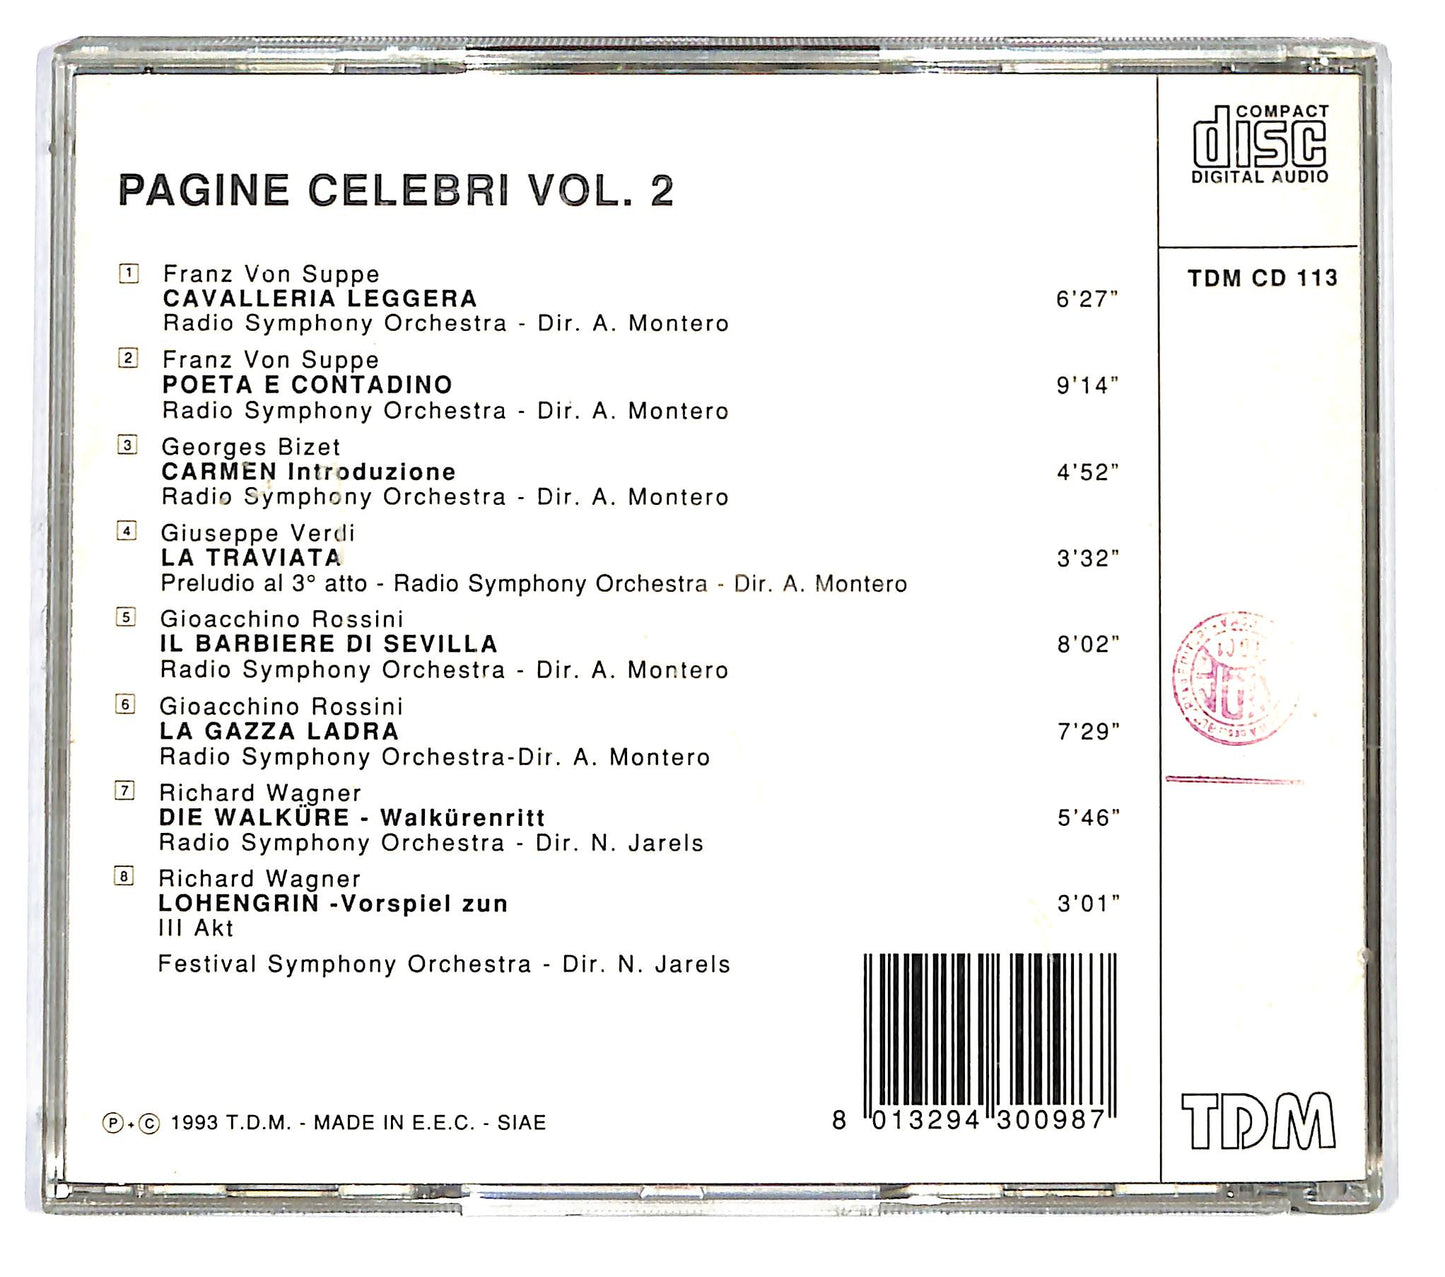 COMPACT
disc
DIGITAL AUDIO
TDM CD 113
PAGINE CELEBRI VOL. 2
1 Franz Von Suppe
CAVALLERIA LEGGERA 6'27"
Radio Symphony Orchestra - Dir. A. Montero
2 Franz Von Suppe
POETA E CONTADINO 9'14"
Radio Symphony Orchestra - Dir. A. Montero
3 Georges Bizet
CARMEN Introduzione 4'52"
Radio Symphony Orchestra - Dir. A. Montero
4 Giuseppe Verdi
LA TRAVIATA 3'32"
Preludio al 3° atto - Radio Symphony Orchestra - Dir. A. Montero
5 Gioacchino Rossini
IL BARBIERE DI SEVILLA 8'02"
Radio Symphony Orchestra - Dir. A. Montero
6 Gioacchino Rossini
LA GAZZA LADRA 7'29"
Radio Symphony Orchestra-Dir. A. Montero
7 Richard Wagner
DIE WALKÜRE - Walkürenritt 5'46"
Radio Symphony Orchestra - Dir. N. Jarels
8 Richard Wagner
LOHENGRIN -Vorspiel zun 3'01"
III Akt
Festival Symphony Orchestra - Dir. N. Jarels
Ⓟ+© 1993 T.D.M. - MADE IN E.E.C. - SIAE
8 013294 300987
TDM